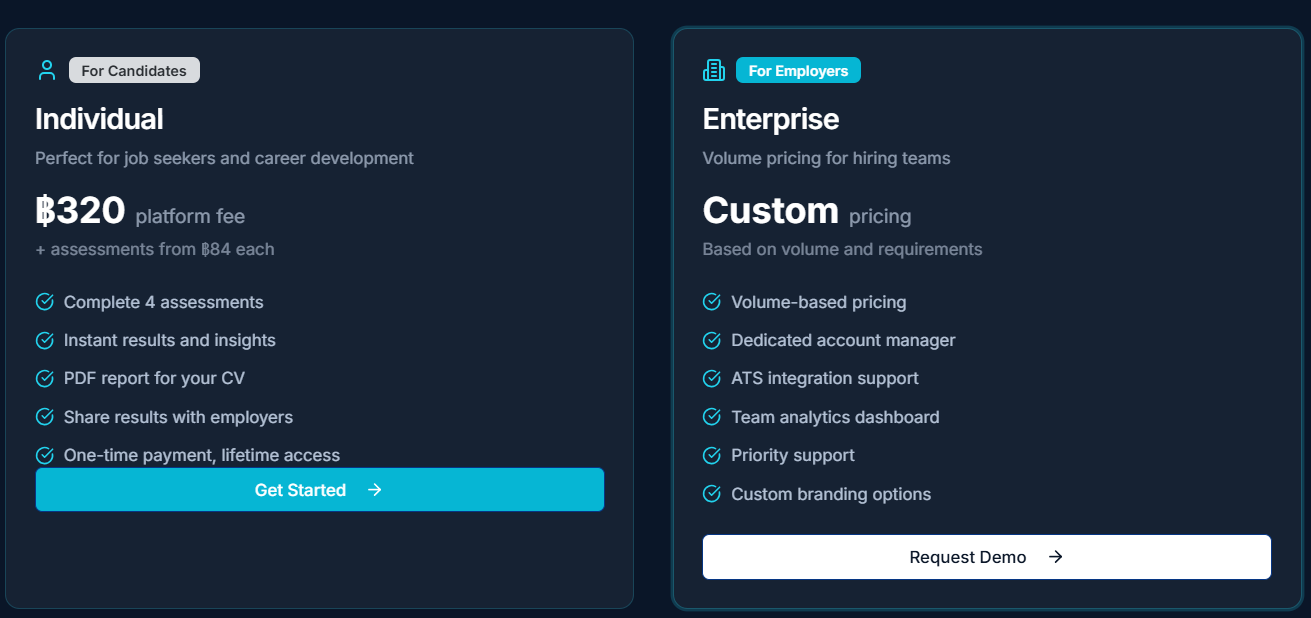 For Candidates
Individual
Perfect for job seekers and career development
฿320 platform fee
+ assessments from ฿84 each
Complete 4 assessments
Instant results and insights
PDF report for your CV
Share results with employers
One-time payment, lifetime access
Get Started
For Employers
Enterprise
Volume pricing for hiring teams
Custom pricing
Based on volume and requirements
Volume-based pricing
Dedicated account manager
ATS integration support
Team analytics dashboard
Priority support
Custom branding options
Request Demo